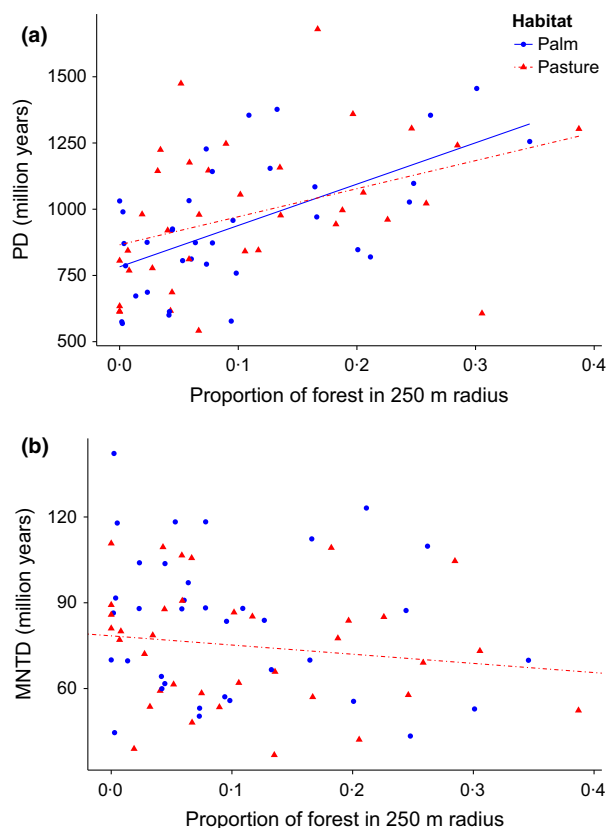 (a)
Habitat
Palm
Pasture
PD (million years)
1500
1250
1000
750
500
0·0 0·1 0·2 0·3 0·4
Proportion of forest in 250 m radius
(b)
MNTD (million years)
120
90
60
0·0 0·1 0·2 0·3 0·4
Proportion of forest in 250 m radius